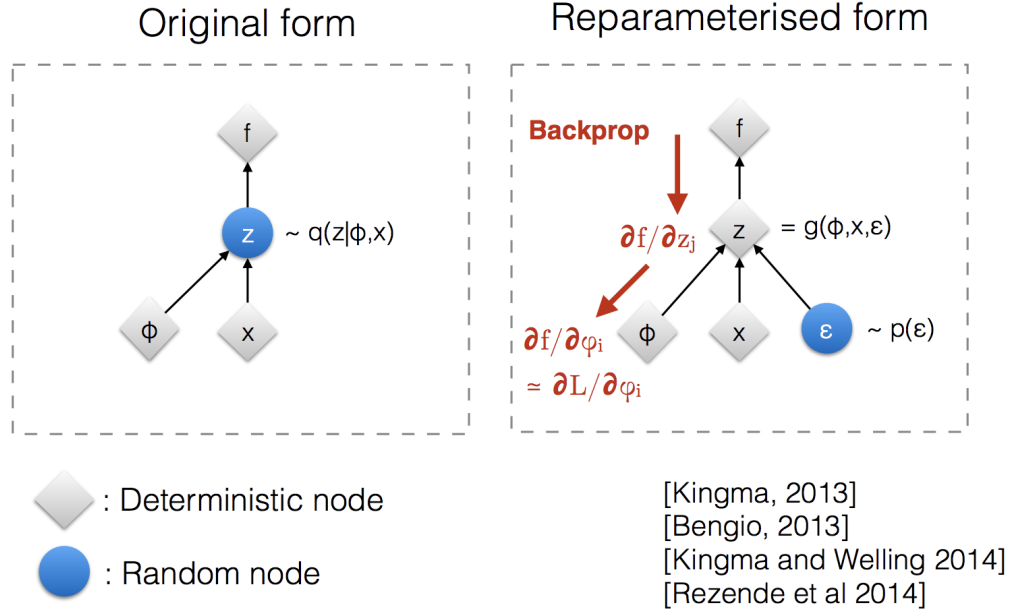 Original form
Reparameterised form
f
z
~ q(z|ϕ,x)
ϕ
x
Backprop
f
∂f/∂zj
z
= g(ϕ,x,ε)
∂f/∂φi
≃ ∂L/∂φi
ϕ
x
ε
~ p(ε)
: Deterministic node
: Random node
[Kingma, 2013]
[Bengio, 2013]
[Kingma and Welling 2014]
[Rezende et al 2014]